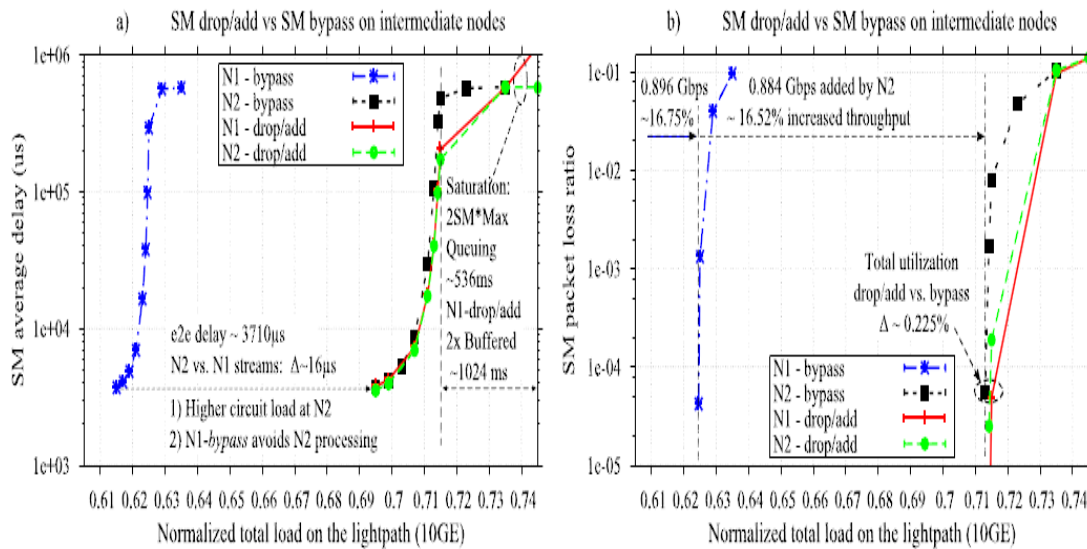 a) SM drop/add vs SM bypass on intermediate nodes
SM average delay (us)
1e+06
1e+05
1e+04
1e+03
N1 - bypass
N2 - bypass
N1 - drop/add
N2 - drop/add
Saturation:
2SM*Max
Queuing
~536ms
N1-drop/add
2x Buffered
~1024 ms
e2e delay ~ 3710µs
N2 vs. N1 streams: Δ~16µs
1) Higher circuit load at N2
2) N1-bypass avoids N2 processing
0.61 0.62 0.63 0.64 0.65 0.66 0.67 0.68 0.69 0.7 0.71 0.72 0.73 0.74
Normalized total load on the lightpath (10GE)
b) SM drop/add vs SM bypass on intermediate nodes
SM packet loss ratio
1e-01
1e-02
1e-03
1e-04
1e-05
0.896 Gbps
~16.75%
0.884 Gbps added by N2
~ 16.52% increased throughput
Total utilization
drop/add vs. bypass
Δ ~ 0.225%
N1 - bypass
N2 - bypass
N1 - drop/add
N2 - drop/add
0.61 0.62 0.63 0.64 0.65 0.66 0.67 0.68 0.69 0.7 0.71 0.72 0.73 0.74
Normalized total load on the lightpath (10GE)